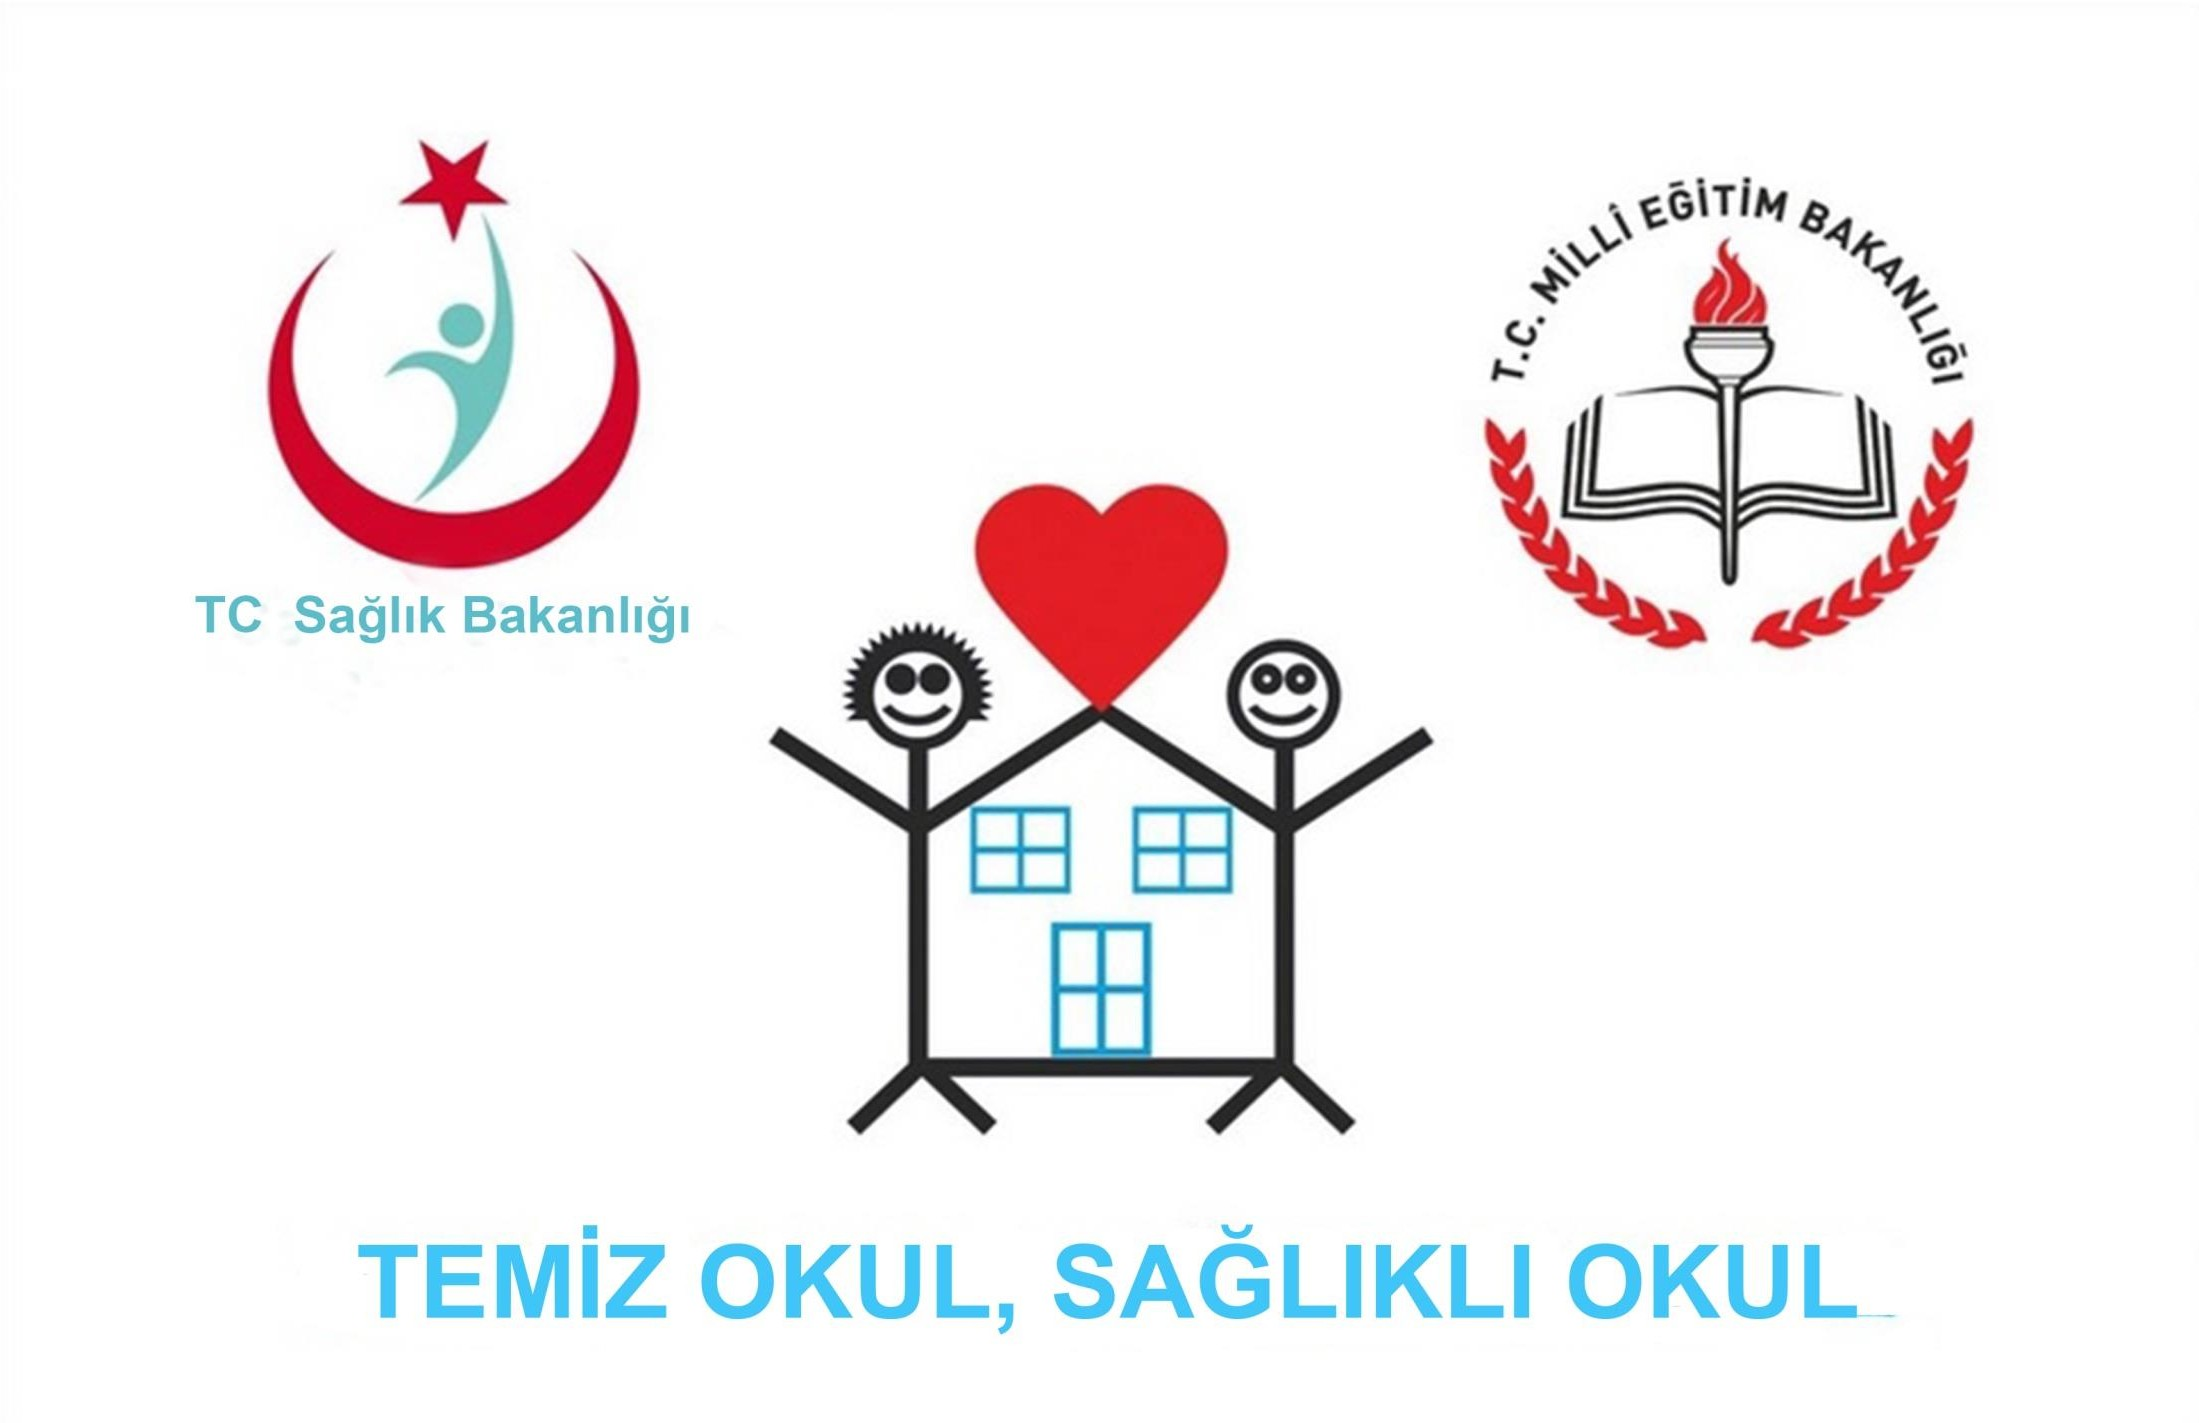 T.C. MİLLÎ EĞİTİM BAKANLIĞI
TC Sağlık Bakanlığı
TEMİZ OKUL, SAĞLIKLI OKUL